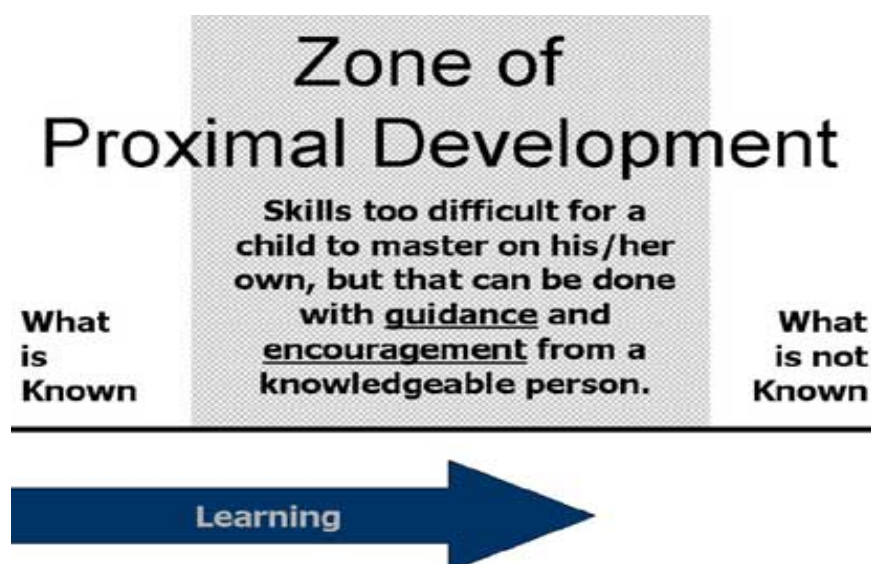 Zone of
Proximal Development
Skills too difficult for a
child to master on his/her
own, but that can be done
with guidance and
encouragement from a
knowledgeable person.
What
is
Known
What
is not
Known
Learning